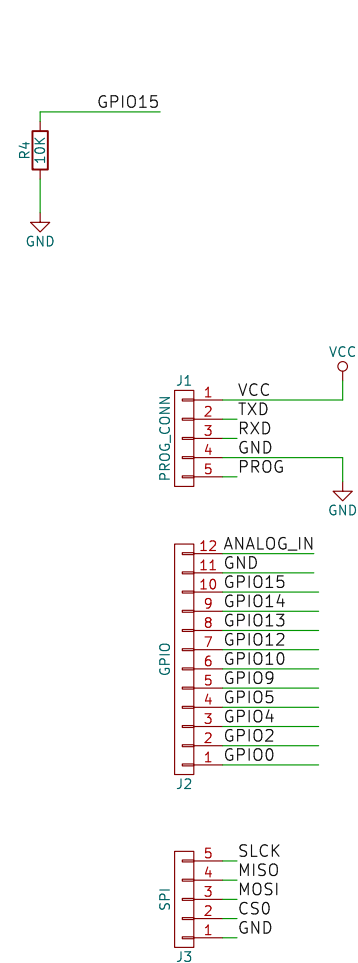 GPIO15
R4
10K
GND
VCC
J1
PROG_CONN
1 VCC
2 TXD
3 RXD
4 GND
5 PROG
GND
GPIO
12 ANALOG_IN
11 GND
10 GPIO15
9 GPIO14
8 GPIO13
7 GPIO12
6 GPIO10
5 GPIO9
4 GPIO5
3 GPIO4
2 GPIO2
1 GPIO0
J2
SPI
5 SLCK
4 MISO
3 MOSI
2 CS0
1 GND
J3